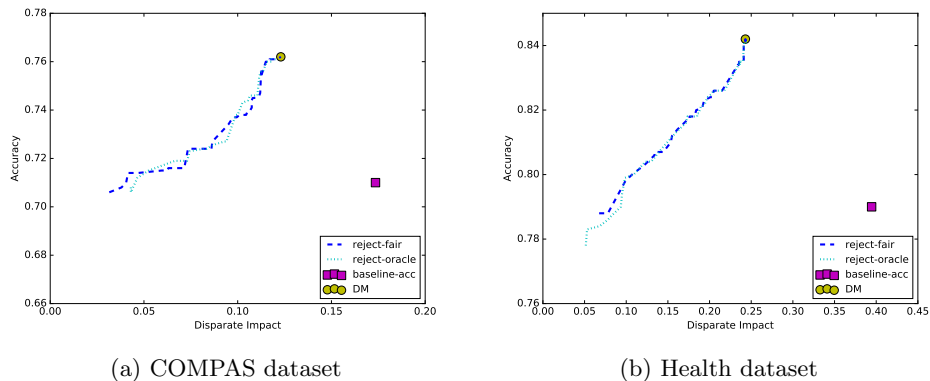 0.78
0.76
0.74
0.72
0.70
0.68
0.66
Accuracy
0.00 0.05 0.10 0.15 0.20
Disparate Impact
reject-fair
reject-oracle
baseline-acc
DM
(a) COMPAS dataset
0.84
0.82
0.80
0.78
0.76
Accuracy
0.00 0.05 0.10 0.15 0.20 0.25 0.30 0.35 0.40 0.45
Disparate Impact
reject-fair
reject-oracle
baseline-acc
DM
(b) Health dataset